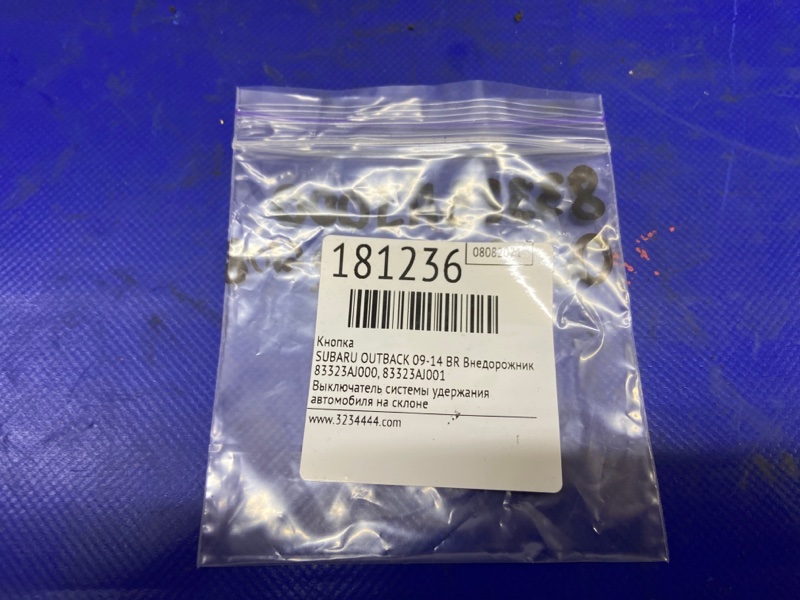 181236
08082021
Кнопка
SUBARU OUTBACK 09-14 BR Внедорожник
83323AJ000, 83323AJ001
Выключатель системы удержания
автомобиля на склоне
www.3234444.com